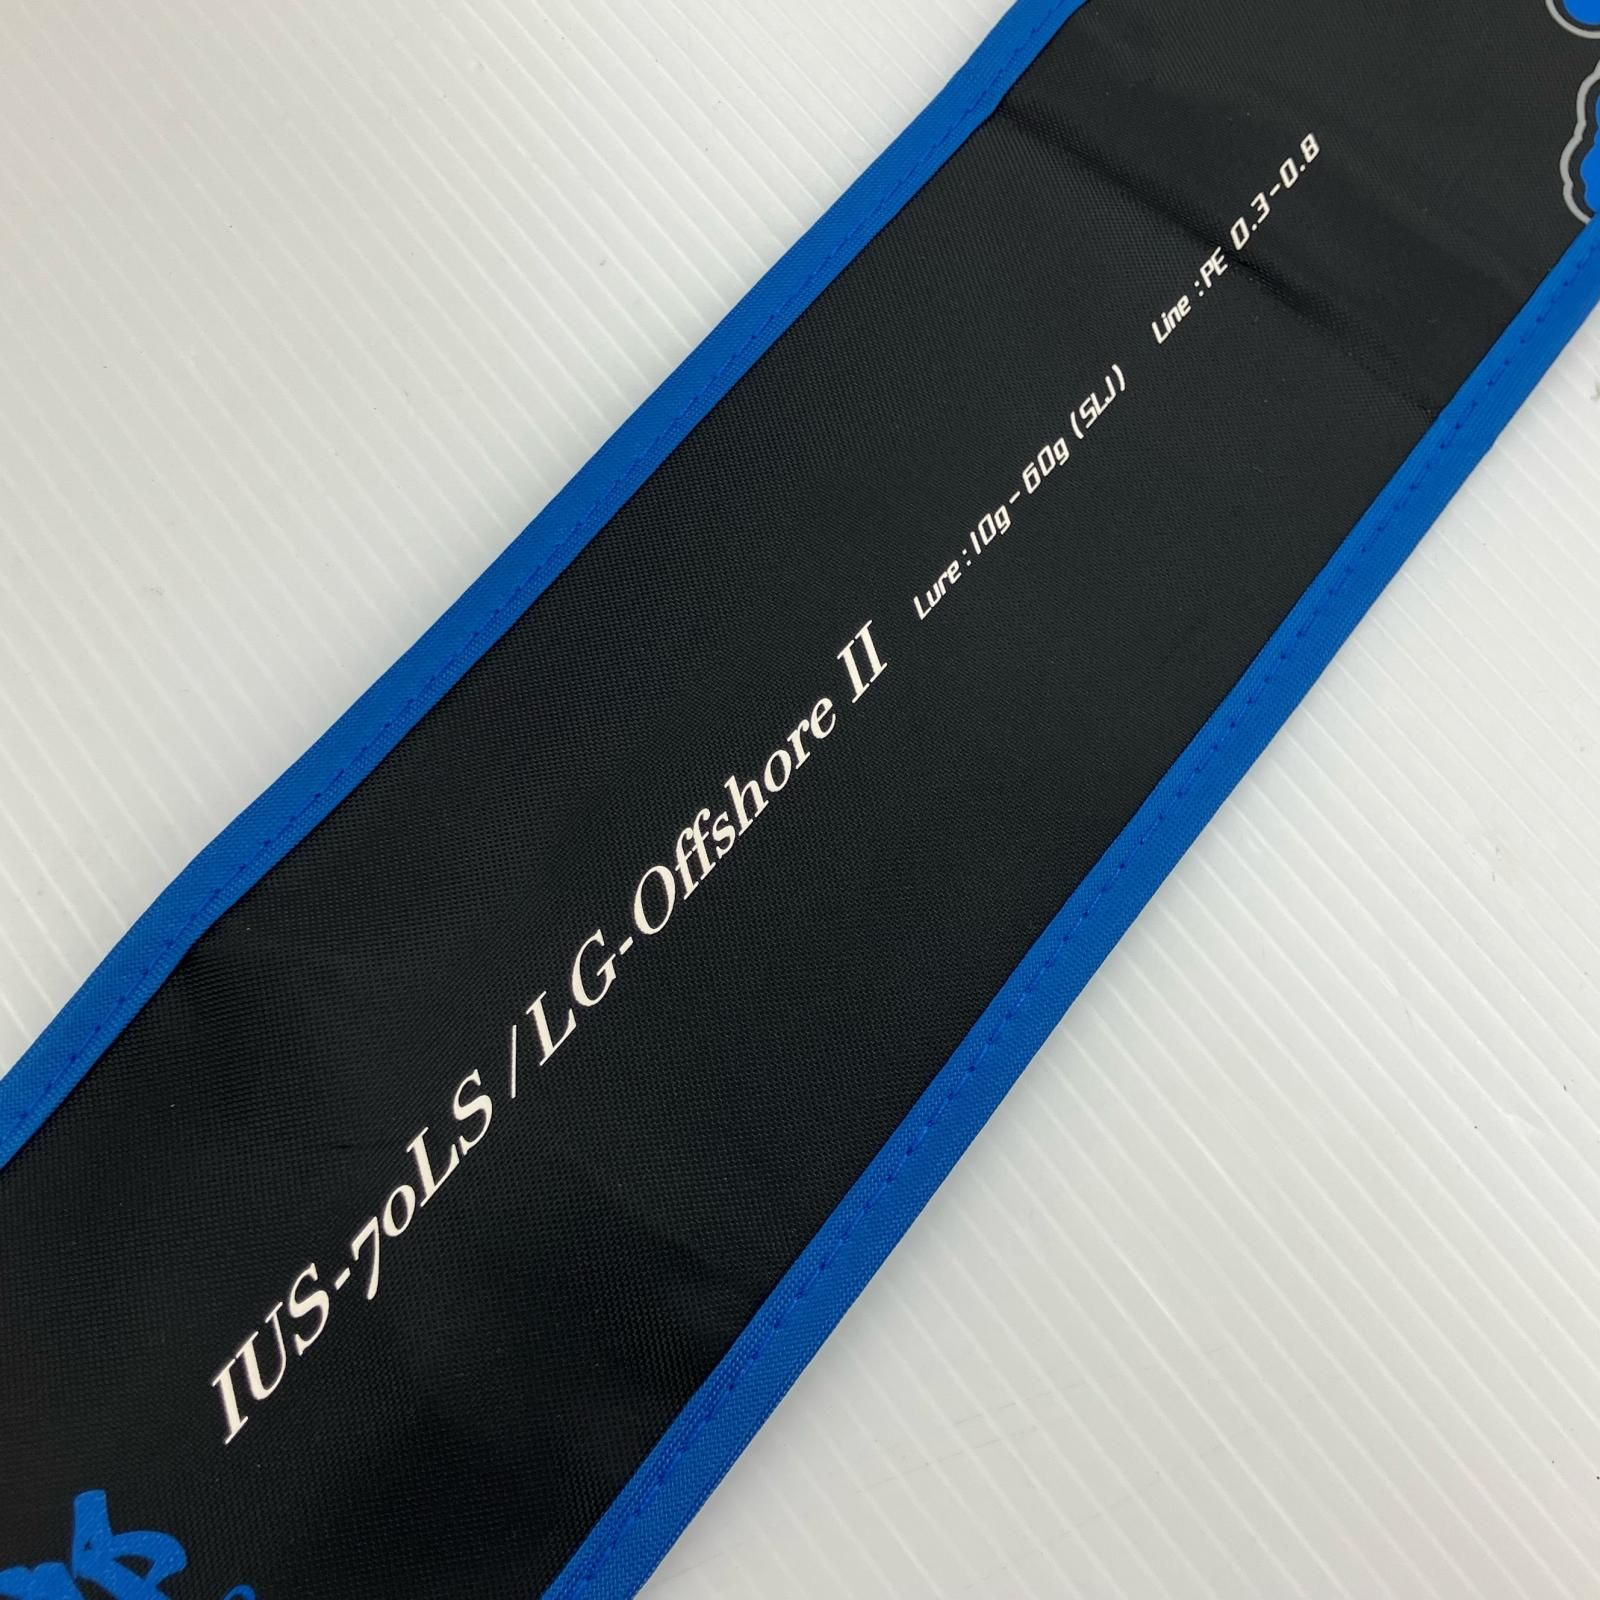 IUS-70LS / LG-Offshore II
Lure : 10g - 60g (SLJ)
Line : PE 0.3 - 0.8